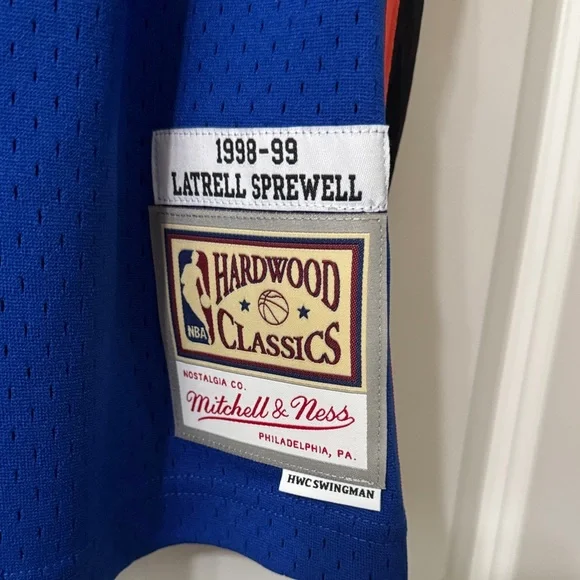 1998-99
LATRELL SPREWELL
HARDWOOD
CLASSICS
NBA
NOSTALGIA CO.
Mitchell & Ness
PHILADELPHIA, PA.
HWC SWINGMAN